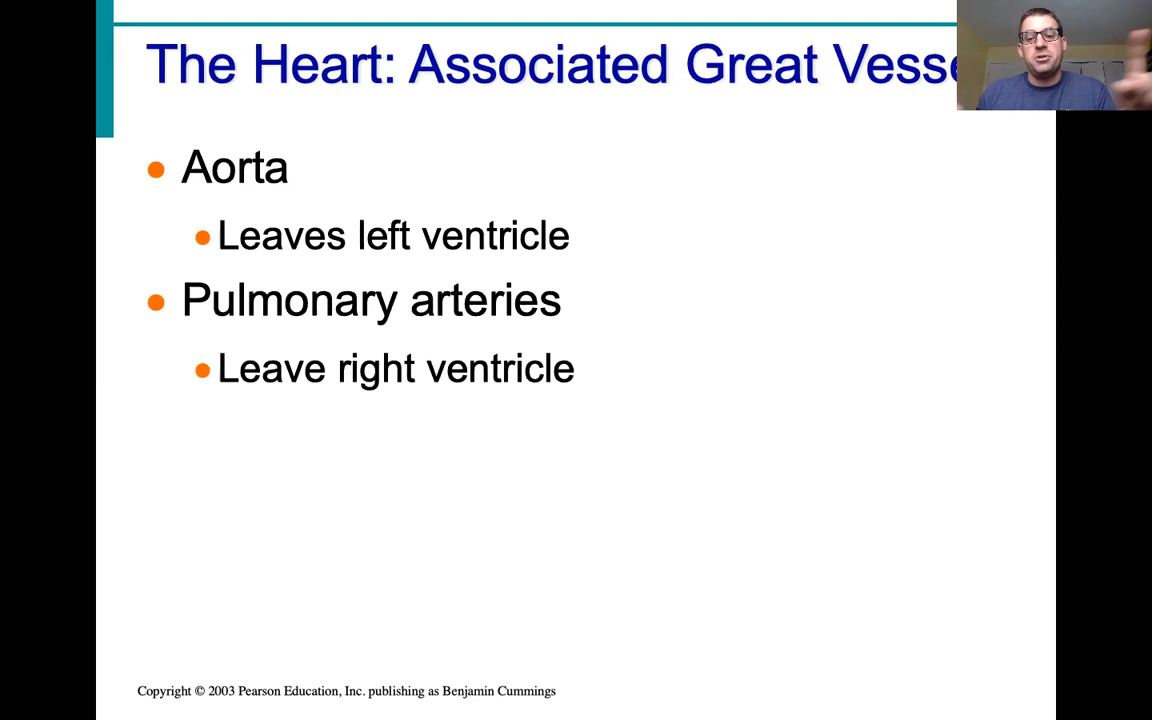 The Heart: Associated Great
Aorta
Leaves left ventricle
Pulmonary arteries
Leave right ventricle
Copyright © 2003 Pearson Education, Inc. publishing as Benjamin Cummings